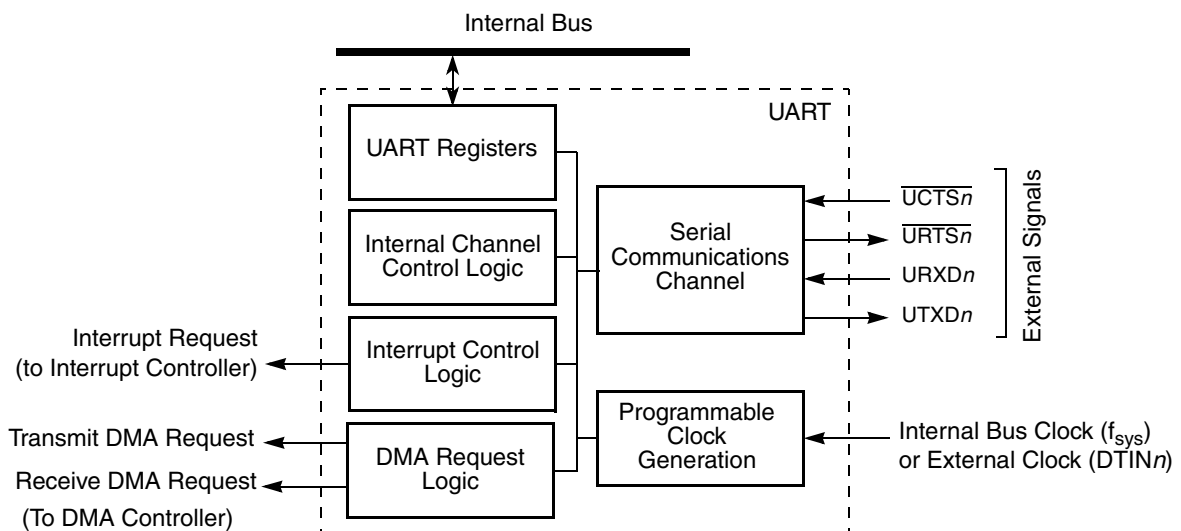 Internal Bus
UART
UART Registers
Internal Channel
Control Logic
Interrupt Control
Logic
DMA Request
Logic
Serial
Communications
Channel
Programmable
Clock
Generation
UCTSn
URTSn
URXDn
UTXDn
External Signals
Interrupt Request
(to Interrupt Controller)
Transmit DMA Request
Receive DMA Request
(To DMA Controller)
Internal Bus Clock (fsys)
or External Clock (DTINn)